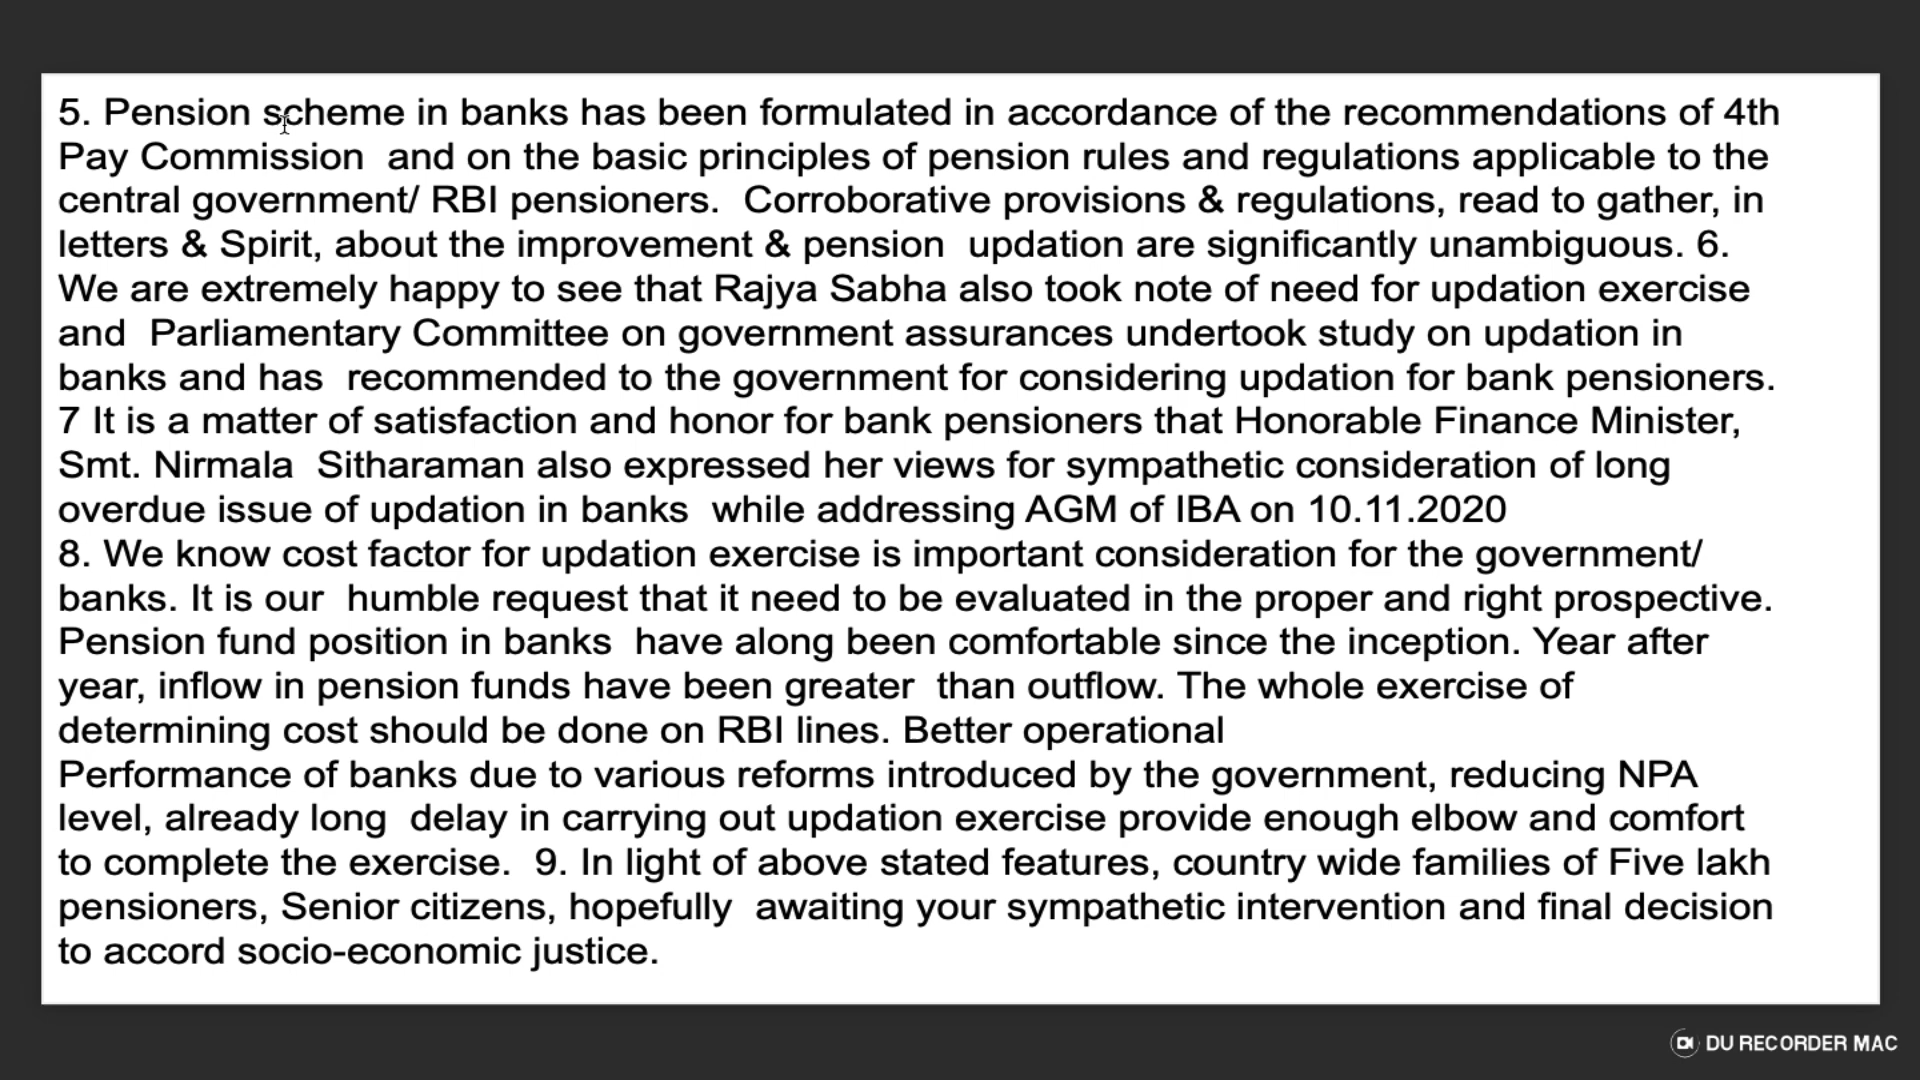 5. Pension scheme in banks has been formulated in accordance of the recommendations of 4th
Pay Commission  and on the basic principles of pension rules and regulations applicable to the
central government/ RBI pensioners.  Corroborative provisions & regulations, read to gather, in
letters & Spirit, about the improvement & pension  updation are significantly unambiguous. 6.
We are extremely happy to see that Rajya Sabha also took note of need for updation exercise
and  Parliamentary Committee on government assurances undertook study on updation in
banks and has  recommended to the government for considering updation for bank pensioners.
7 It is a matter of satisfaction and honor for bank pensioners that Honorable Finance Minister,
Smt. Nirmala  Sitharaman also expressed her views for sympathetic consideration of long
overdue issue of updation in banks  while addressing AGM of IBA on 10.11.2020
8. We know cost factor for updation exercise is important consideration for the government/
banks. It is our  humble request that it need to be evaluated in the proper and right prospective.
Pension fund position in banks  have along been comfortable since the inception. Year after
year, inflow in pension funds have been greater  than outflow. The whole exercise of
determining cost should be done on RBI lines. Better operational
Performance of banks due to various reforms introduced by the government, reducing NPA
level, already long  delay in carrying out updation exercise provide enough elbow and comfort
to complete the exercise.  9. In light of above stated features, country wide families of Five lakh
pensioners, Senior citizens, hopefully  awaiting your sympathetic intervention and final decision
to accord socio-economic justice.
DU RECORDER MAC